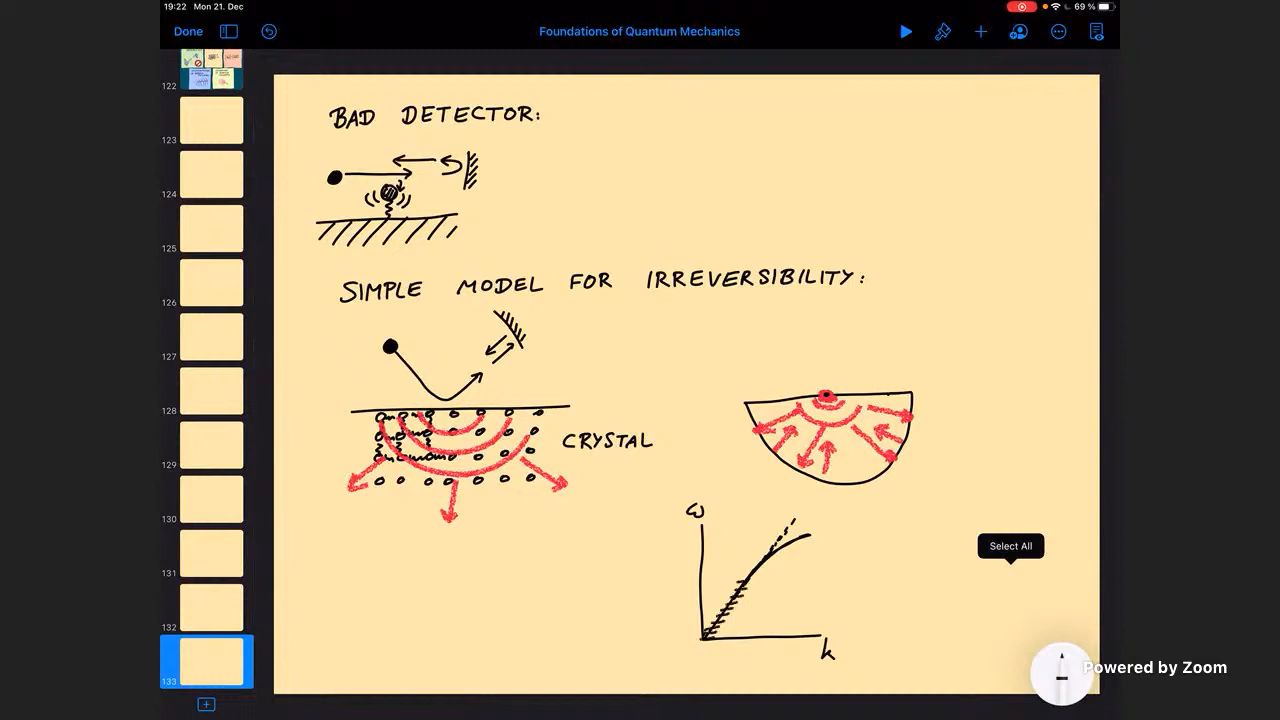 19:22 Mon 21. Dec
69 %
Done
Foundations of Quantum Mechanics
122
123
124
125
126
127
128
129
130
131
132
133
BAD DETECTOR:
SIMPLE MODEL FOR IRREVERSIBILITY:
CRYSTAL
ω
k
Select All
Powered by Zoom